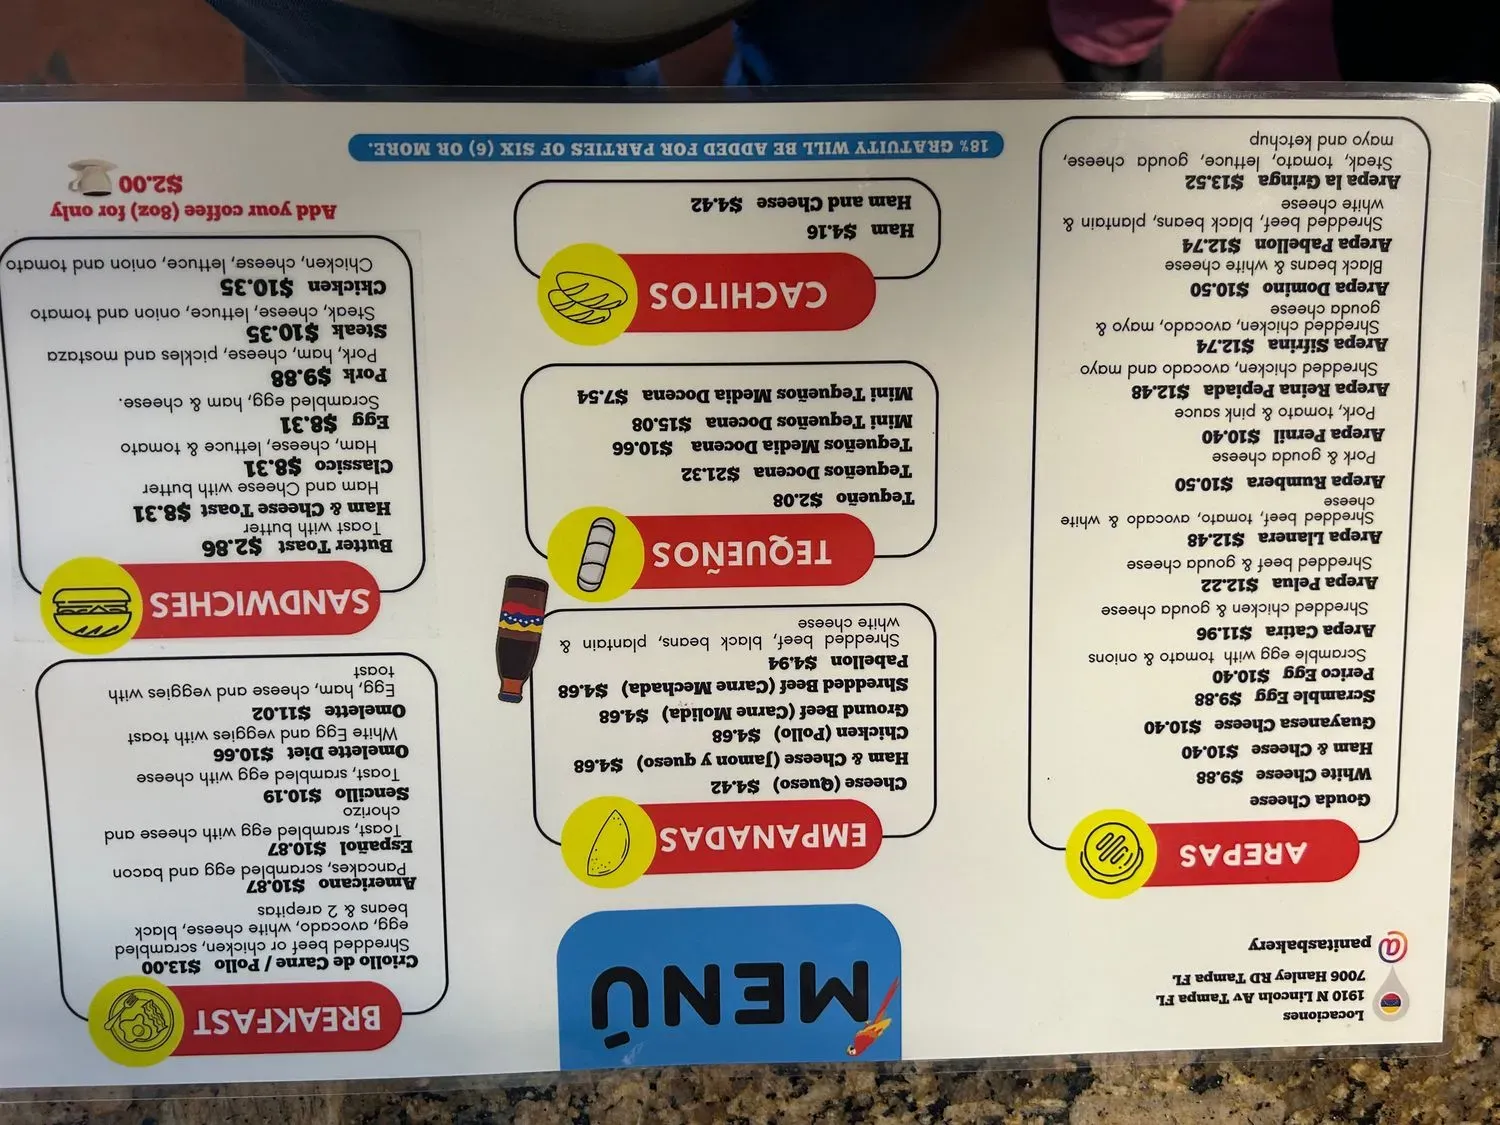 Locaciones
1910 N Lincoln Av Tampa FL
7006 Hanley RD Tampa FL
@ panitasbakery
AREPAS
Gouda Cheese
White Cheese $9.88
Ham & Cheese $10.40
Guayanesa Cheese $10.40
Scramble Egg $9.88
Perico Egg $10.40
Scramble egg with tomato & onions
Arepa Catira $11.96
Shredded chicken & gouda cheese
Arepa Pelua $12.22
Shredded beef & gouda cheese
Arepa Llanera $12.48
Shredded beef, tomato, avocado & white
cheese
Arepa Rumbera $10.50
Pork & gouda cheese
Arepa Pernil $10.40
Pork, tomato & pink sauce
Arepa Reina Pepiada $12.48
Shredded chicken, avocado and mayo
Arepa Sifrina $12.74
Shredded chicken, avocado, mayo &
gouda cheese
Arepa Domino $10.50
Black beans & white cheese
Arepa Pabellon $12.74
Shredded beef, black beans, plantain &
white cheese
Arepa la Gringa $13.52
Steak, tomato, lettuce, gouda cheese,
mayo and ketchup
MENÚ
EMPANADAS
Cheese (Queso) $4.42
Ham & Cheese (Jamon y queso) $4.68
Chicken (Pollo) $4.68
Ground Beef (Carne Molida) $4.68
Shredded Beef (Carne Mechada) $4.68
Pabellon $4.94
Shredded beef, black beans, plantain &
white cheese
TEQUEÑOS
Tequeño $2.08
Tequeños Docena $21.32
Tequeños Media Docena $10.66
Mini Tequeños Docena $15.08
Mini Tequeños Media Docena $7.54
CACHITOS
Ham $4.16
Ham and Cheese $4.42
18% GRATUITY WILL BE ADDED FOR PARTIES OF SIX (6) OR MORE.
BREAKFAST
Criollo de Carne / Pollo $13.00
Shredded beef or chicken, scrambled
egg, avocado, white cheese, black
beans & 2 arepitas
Americano $10.87
Pancakes, scrambled egg and bacon
Español $10.87
Toast, srambled egg with cheese and
chorizo
Sencillo $10.19
Toast, srambled egg with cheese
Omelette Diet $10.66
White Egg and veggies with toast
Omelette $11.02
Egg, ham, cheese and veggies with
toast
SANDWICHES
Butter Toast $2.86
Toast with butter
Ham & Cheese Toast $8.31
Ham and Cheese with butter
Classico $8.31
Ham, cheese, lettuce & tomato
Egg $8.31
Scrambled egg, ham & cheese.
Pork $9.88
Pork, ham, cheese, pickles and mostaza
Steak $10.35
Steak, cheese, lettuce, onion and tomato
Chicken $10.35
Chicken, cheese, lettuce, onion and tomato
Add your coffee (8oz) for only
$2.00